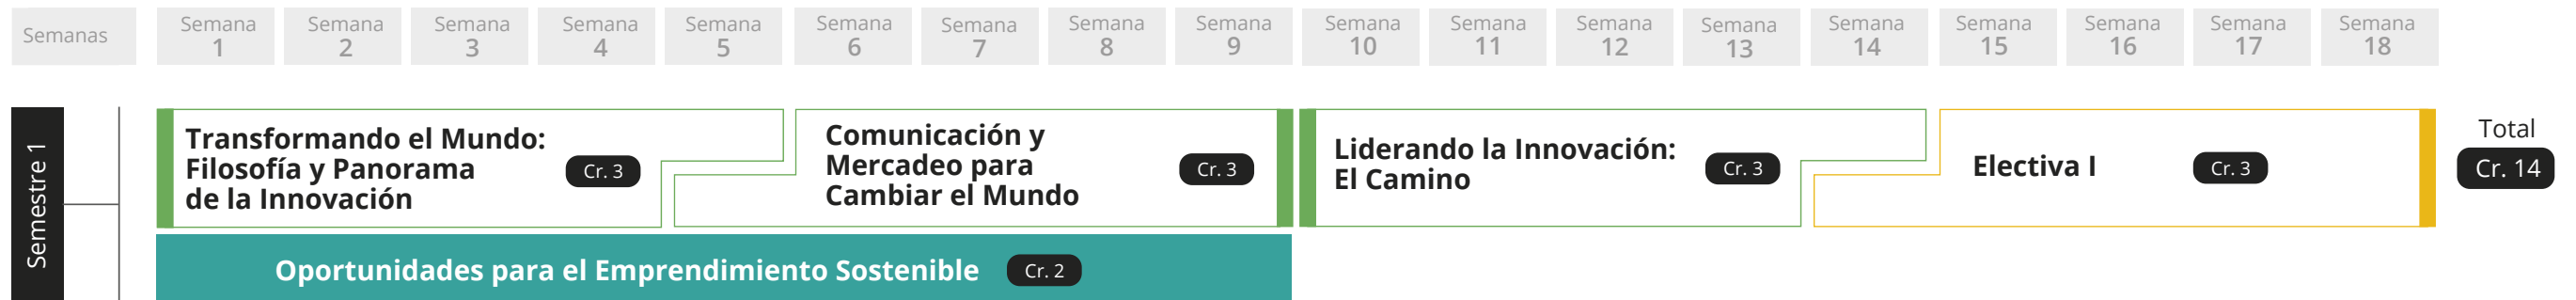 Semanas
Semana
1
Semana
2
Semana
3
Semana
4
Semana
5
Semana
6
Semana
7
Semana
8
Semana
9
Semana
10
Semana
11
Semana
12
Semana
13
Semana
14
Semana
15
Semana
16
Semana
17
Semana
18
Semestre 1
Transformando el Mundo:
Filosofía y Panorama
de la Innovación
Cr. 3
Comunicación y
Mercadeo para
Cambiar el Mundo
Cr. 3
Liderando la Innovación:
El Camino
Cr. 3
Electiva I
Cr. 3
Total
Cr. 14
Oportunidades para el Emprendimiento Sostenible
Cr. 2